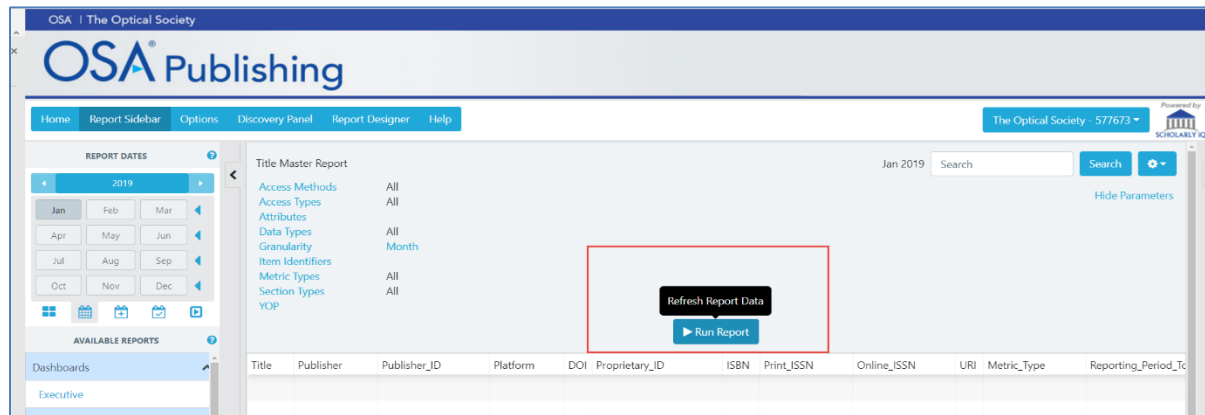 OSA | The Optical Society
OSA® Publishing
Home Report Sidebar Options Discovery Panel Report Designer Help
The Optical Society - 577673
Powered by
SCHOLARLY iQ
REPORT DATES
2019
Jan Feb Mar
Apr May Jun
Jul Aug Sep
Oct Nov Dec
AVAILABLE REPORTS
Dashboards
Executive
Title Master Report
Jan 2019 Search Search
Hide Parameters
Access Methods All
Access Types All
Attributes
Data Types All
Granularity Month
Item Identifiers
Metric Types All
Section Types All
YOP
Refresh Report Data
Run Report
Title Publisher Publisher_ID Platform DOI Proprietary_ID ISBN Print_ISSN Online_ISSN URI Metric_Type Reporting_Period_To